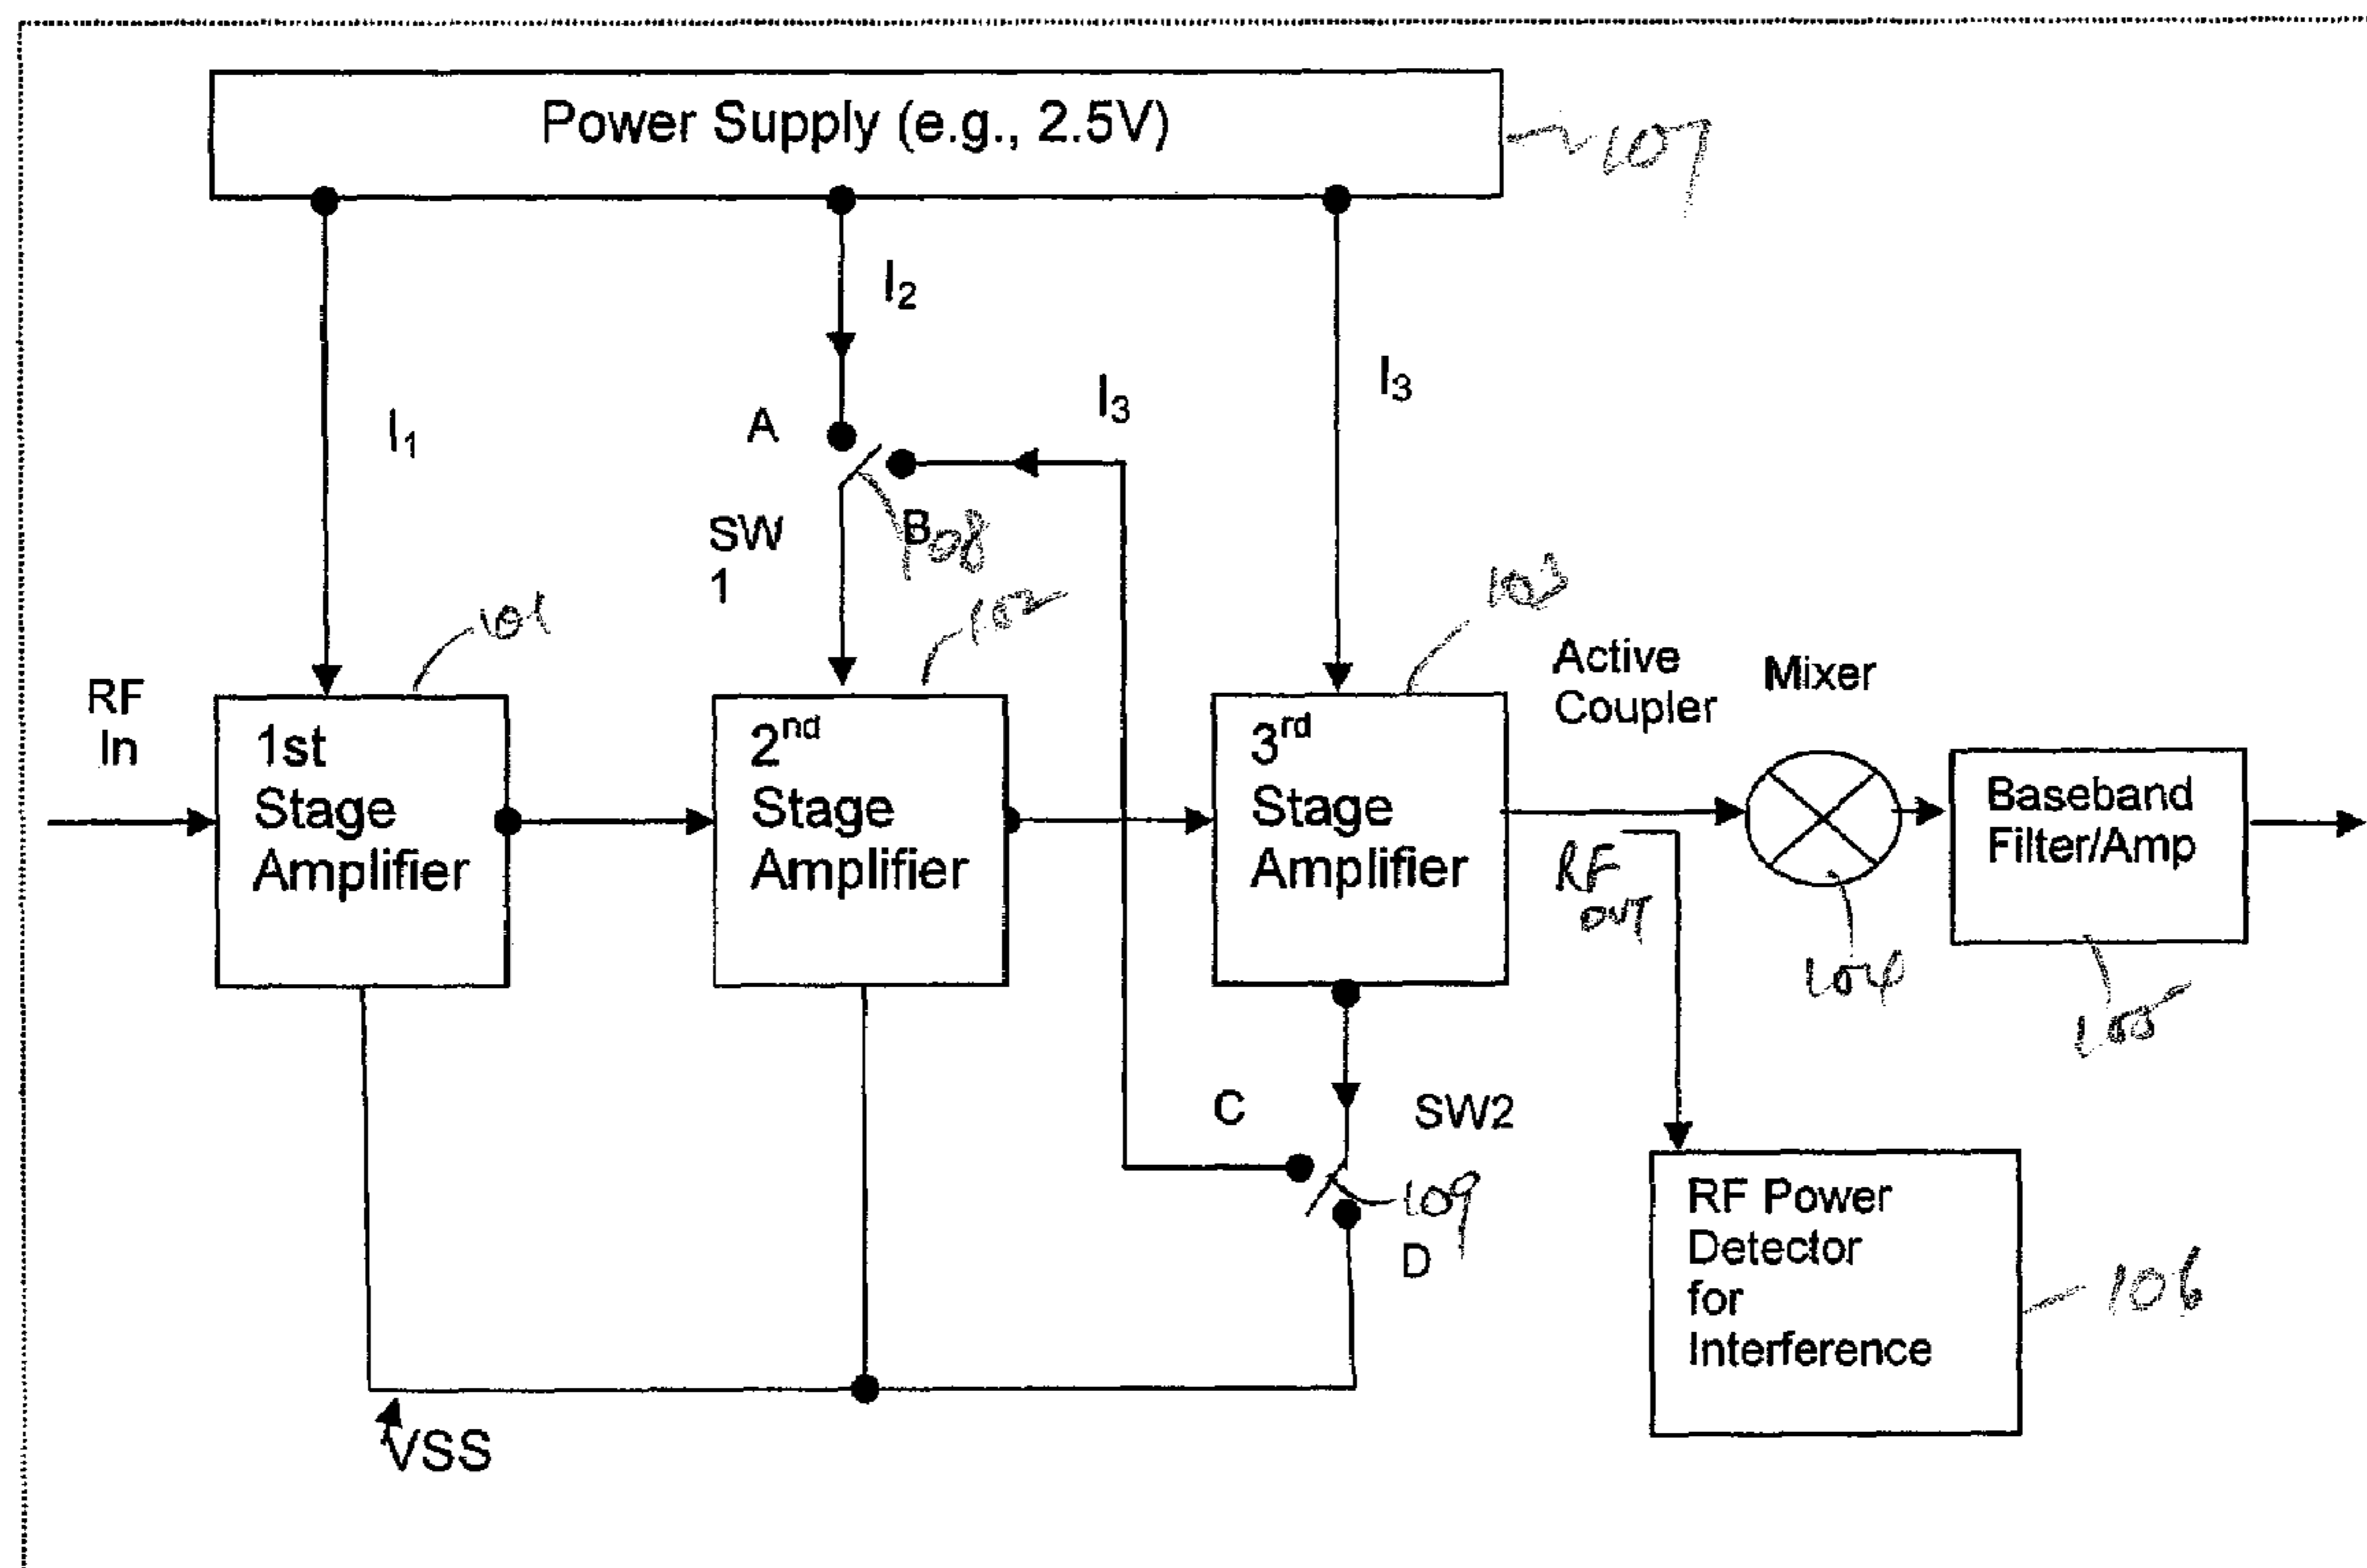 Power Supply (e.g., 2.5V)
107
I2
I3
I3
A
I1
SW
1
B
108
101
102
103
RF
In
Active
Coupler
Mixer
1st
Stage
Amplifier
2nd
Stage
Amplifier
3rd
Stage
Amplifier
Baseband
Filter/Amp
RF
OUT
104
105
C
SW2
109
D
RF Power
Detector
for
Interference
106
VSS